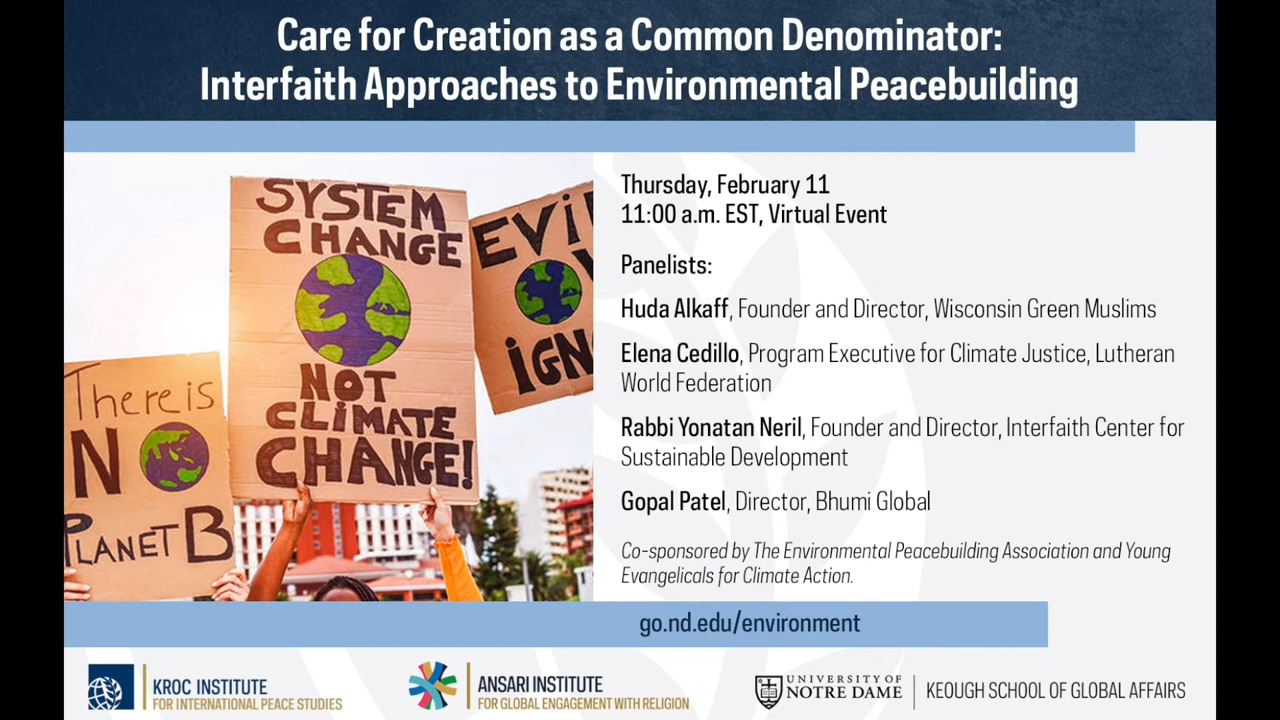 Care for Creation as a Common Denominator:
Interfaith Approaches to Environmental Peacebuilding
SYSTEM
CHANGE
NOT
CLIMATE
CHANGE!
There is
NO
PLANET B
EVi
iGN
Thursday, February 11
11:00 a.m. EST, Virtual Event
Panelists:
Huda Alkaff, Founder and Director, Wisconsin Green Muslims
Elena Cedillo, Program Executive for Climate Justice, Lutheran
World Federation
Rabbi Yonatan Neril, Founder and Director, Interfaith Center for
Sustainable Development
Gopal Patel, Director, Bhumi Global
Co-sponsored by The Environmental Peacebuilding Association and Young
Evangelicals for Climate Action.
go.nd.edu/environment
KROC INSTITUTE
FOR INTERNATIONAL PEACE STUDIES
ANSARI INSTITUTE
FOR GLOBAL ENGAGEMENT WITH RELIGION
UNIVERSITY OF
NOTRE DAME
KEOUGH SCHOOL OF GLOBAL AFFAIRS